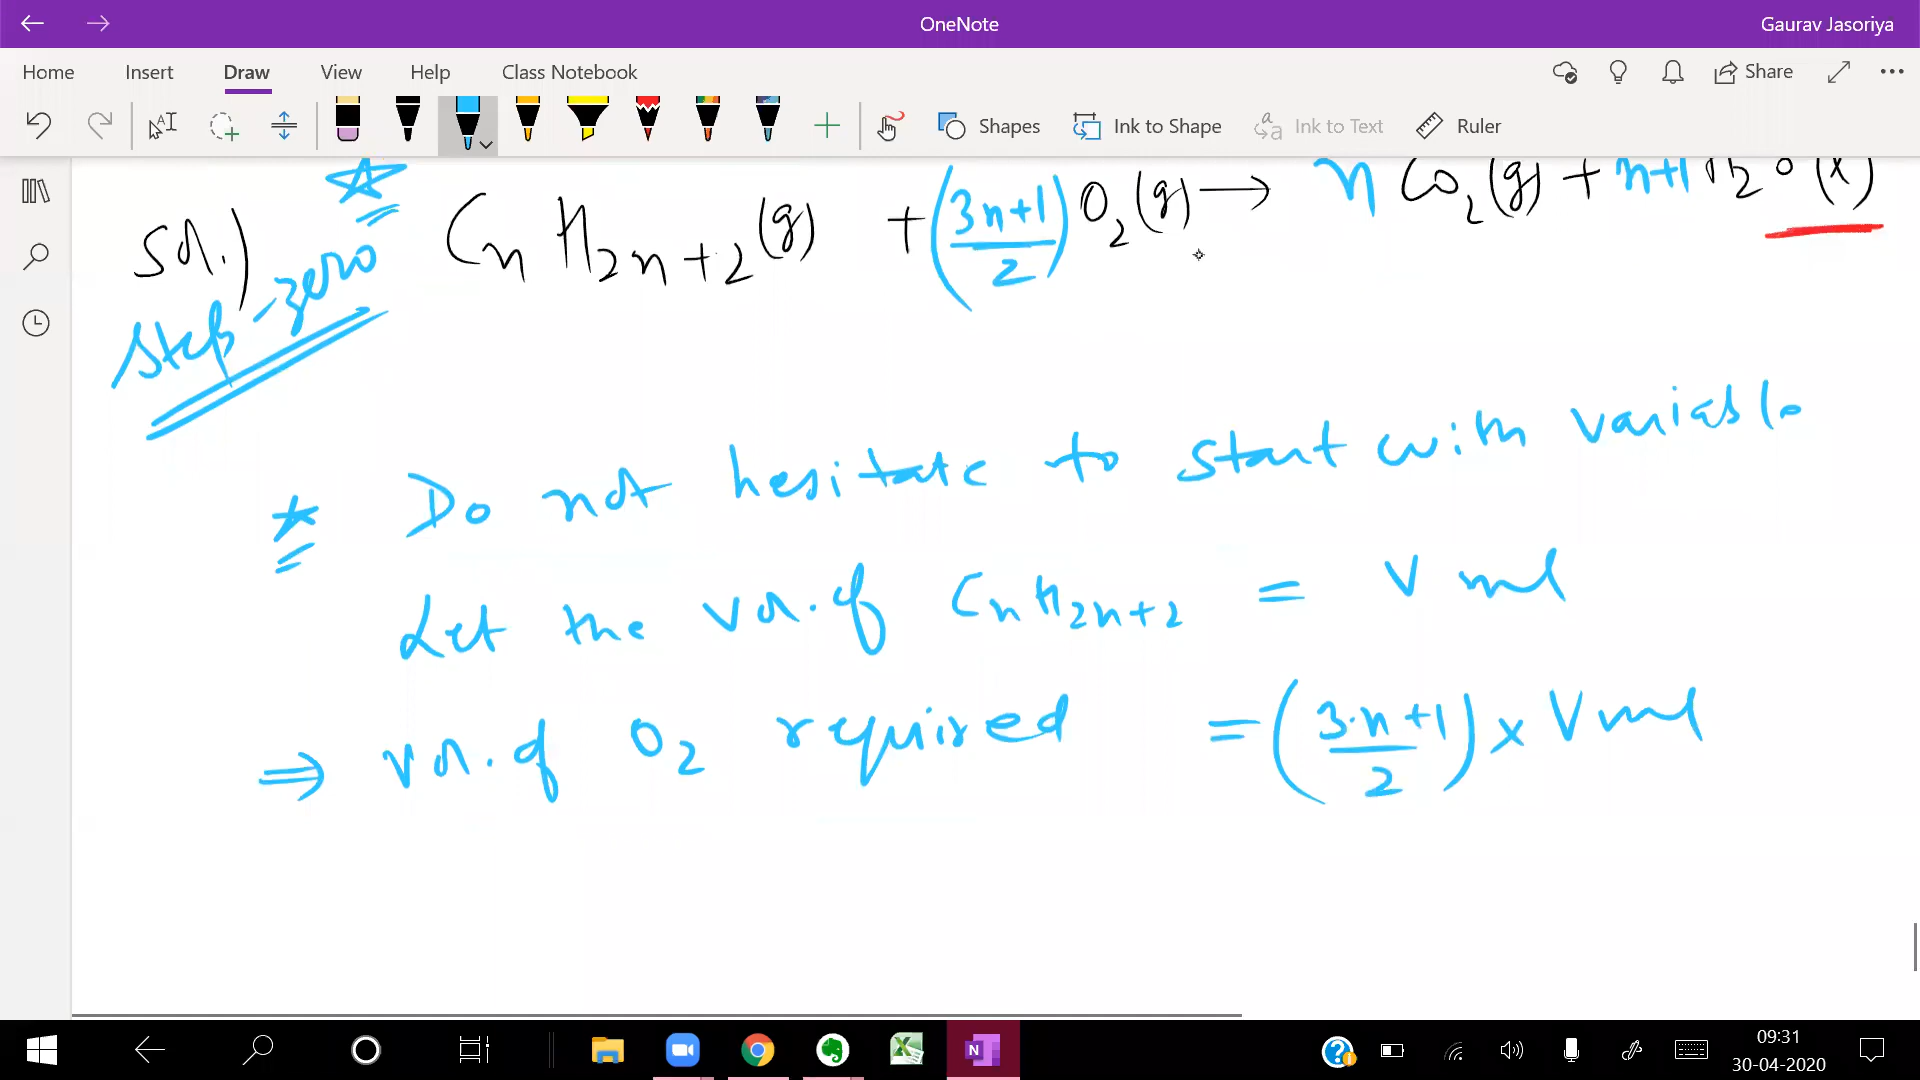 OneNote
Gaurav Jasoriya
Home Insert Draw View Help Class Notebook Share
Shapes Ink to Shape Ink to Text Ruler
Sol.) CnH2n+2(g) + (3n+1/2) O2(g) → n CO2(g) + n+1 H2O(l)
Step-zero
* Do not hesitate to start with variable
Let the vol. of CnH2n+2 = V ml
⇒ vol. of O2 required = (3n+1/2) × V ml
09:31
30-04-2020